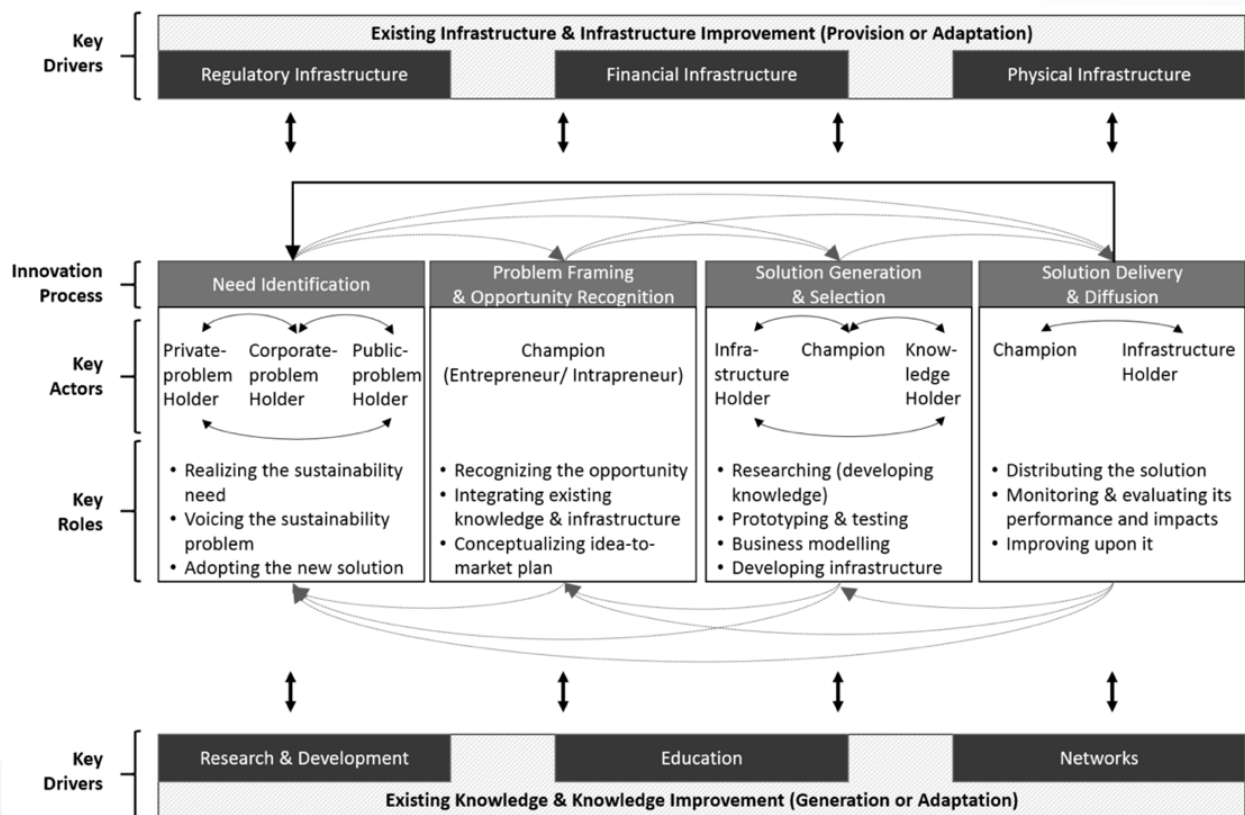 Key
Drivers
Existing Infrastructure & Infrastructure Improvement (Provision or Adaptation)
Regulatory Infrastructure
Financial Infrastructure
Physical Infrastructure
Innovation
Process
Need Identification
Problem Framing
& Opportunity Recognition
Solution Generation
& Selection
Solution Delivery
& Diffusion
Key
Actors
Private-
problem
Holder
Corporate-
problem
Holder
Public-
problem
Holder
Champion
(Entrepreneur/ Intrapreneur)
Infra-
structure
Holder
Champion
Know-
ledge
Holder
Champion
Infrastructure
Holder
Key
Roles
• Realizing the sustainability
need
• Voicing the sustainability
problem
• Adopting the new solution
• Recognizing the opportunity
• Integrating existing
knowledge & infrastructure
• Conceptualizing idea-to-
market plan
• Researching (developing
knowledge)
• Prototyping & testing
• Business modelling
• Developing infrastructure
• Distributing the solution
• Monitoring & evaluating its
performance and impacts
• Improving upon it
Key
Drivers
Research & Development
Education
Networks
Existing Knowledge & Knowledge Improvement (Generation or Adaptation)